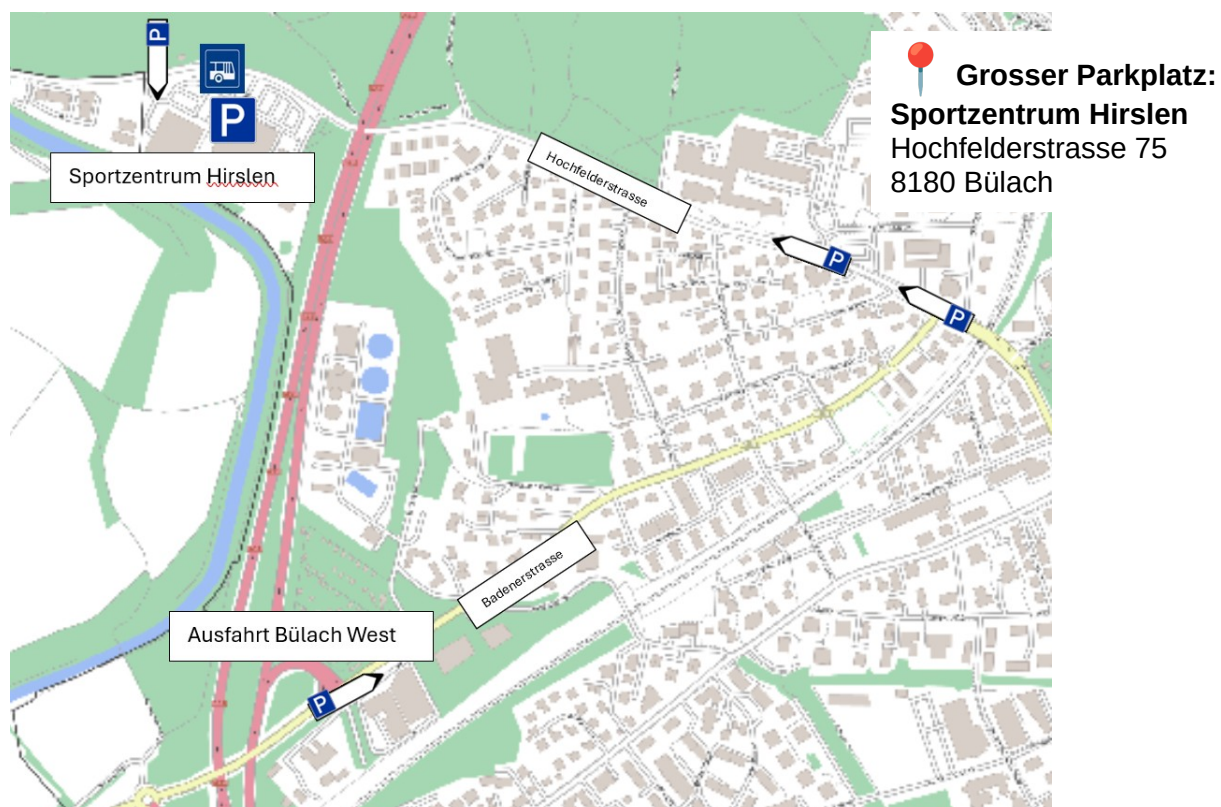 P
P
Sportzentrum Hirslen
Grosser Parkplatz:
Sportzentrum Hirslen
Hochfelderstrasse 75
8180 Bülach
Hochfelderstrasse
P
P
Badenerstrasse
Ausfahrt Bülach West
P